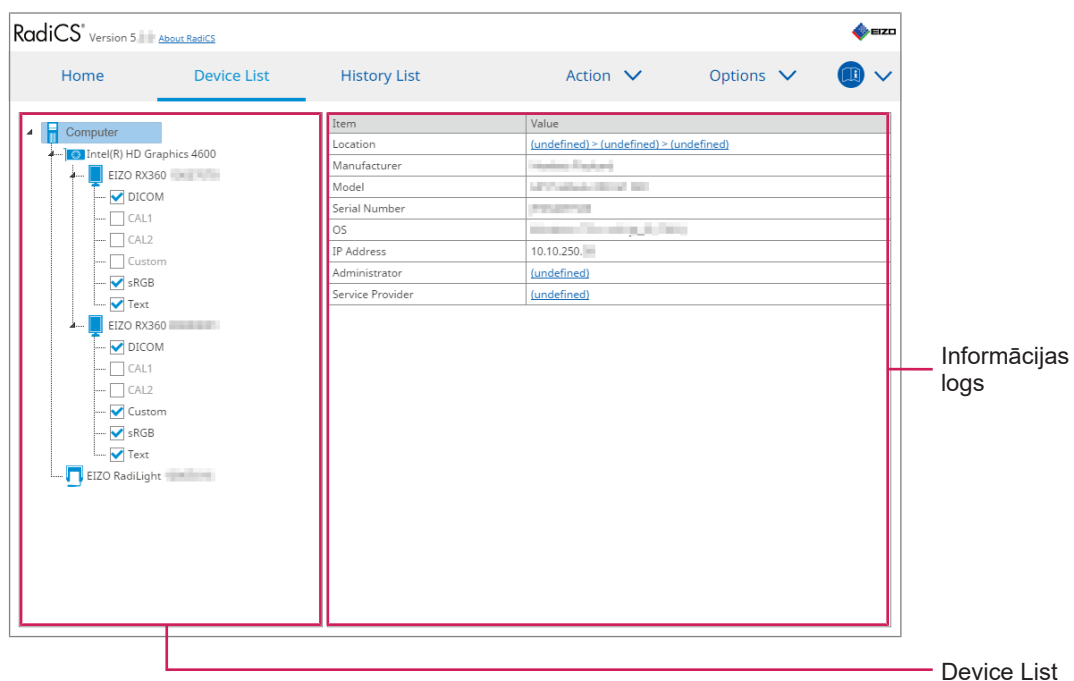 RadiCS® Version 5. About RadiCS
EIZO
Home Device List History List Action Options
Computer
Intel(R) HD Graphics 4600
EIZO RX360
DICOM
CAL1
CAL2
Custom
sRGB
Text
EIZO RX360
DICOM
CAL1
CAL2
Custom
sRGB
Text
EIZO RadiLight
Item Value
Location (undefined) > (undefined) > (undefined)
Manufacturer
Model
Serial Number
OS
IP Address 10.10.250.
Administrator (undefined)
Service Provider (undefined)
Informācijas
logs
Device List